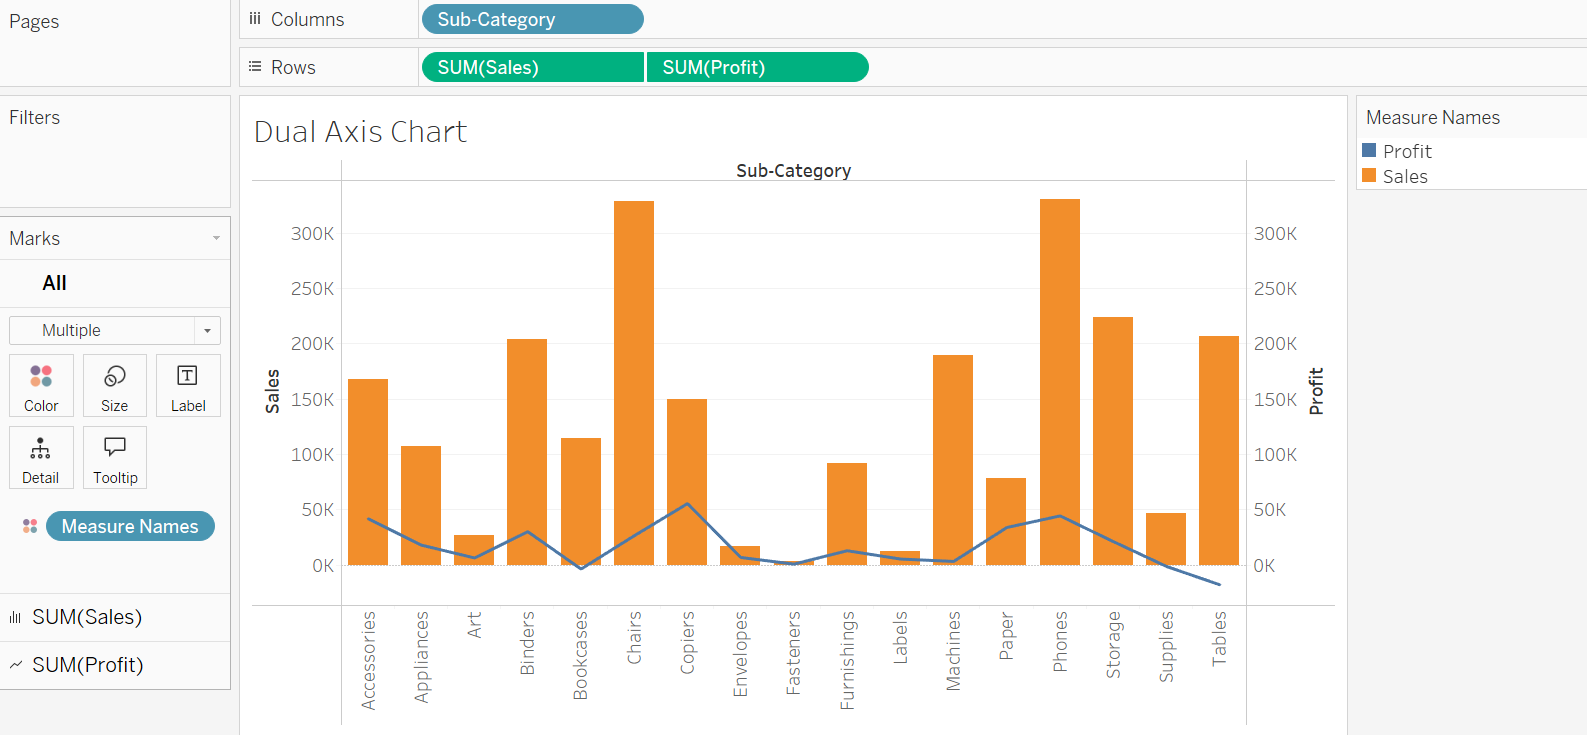 Pages
Columns
Sub-Category
Rows
SUM(Sales)
SUM(Profit)
Filters
Marks
All
Multiple
Color
Size
Label
Detail
Tooltip
Measure Names
SUM(Sales)
SUM(Profit)
Dual Axis Chart
Sub-Category
Sales
300K
250K
200K
150K
100K
50K
0K
300K
250K
200K
150K
100K
50K
0K
Profit
Accessories
Appliances
Art
Binders
Bookcases
Chairs
Copiers
Envelopes
Fasteners
Furnishings
Labels
Machines
Paper
Phones
Storage
Supplies
Tables
Measure Names
Profit
Sales